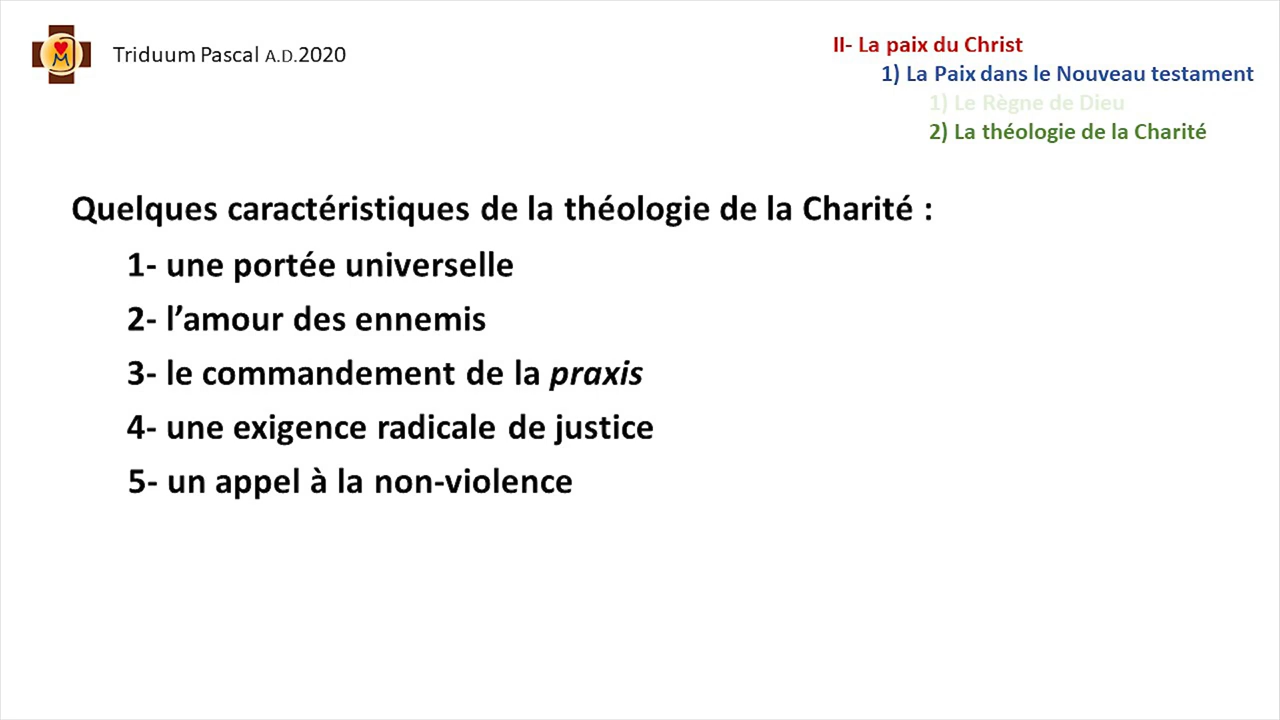 Triduum Pascal A.D.2020
II- La paix du Christ
1) La Paix dans le Nouveau testament
1) Le Règne de Dieu
2) La théologie de la Charité
Quelques caractéristiques de la théologie de la Charité :
1- une portée universelle
2- l’amour des ennemis
3- le commandement de la praxis
4- une exigence radicale de justice
5- un appel à la non-violence